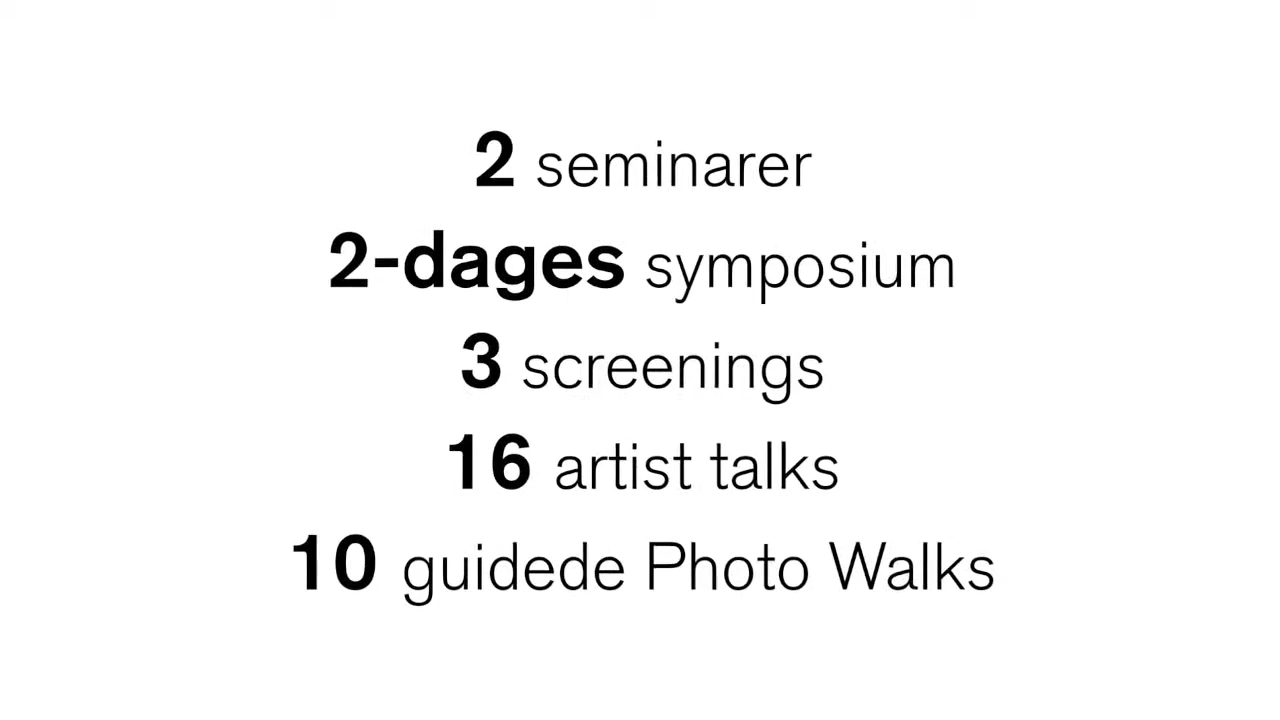 2 seminarer
2-dages symposium
3 screenings
16 artist talks
10 guidede Photo Walks